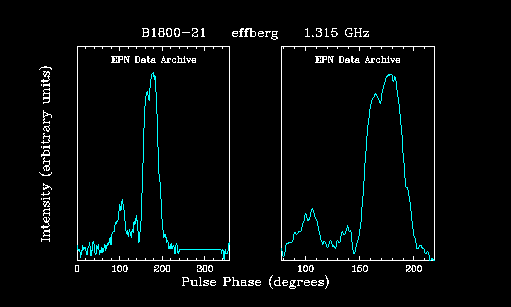 B1800-21 effberg 1.315 GHz
EPN Data Archive EPN Data Archive
Intensity (arbitrary units)
0 100 200 300 100 150 200
Pulse Phase (degrees)